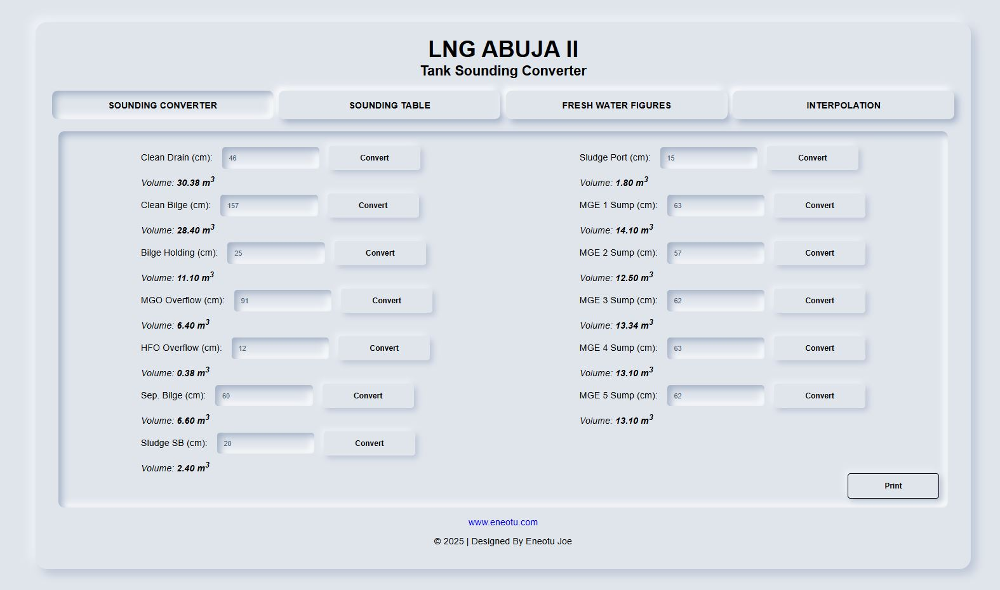 LNG ABUJA II
Tank Sounding Converter
SOUNDING CONVERTER
SOUNDING TABLE
FRESH WATER FIGURES
INTERPOLATION
Clean Drain (cm): 46 Convert
Volume: 30.38 m³
Clean Bilge (cm): 157 Convert
Volume: 28.40 m³
Bilge Holding (cm): 25 Convert
Volume: 11.10 m³
MGO Overflow (cm): 91 Convert
Volume: 6.40 m³
HFO Overflow (cm): 12 Convert
Volume: 0.38 m³
Sep. Bilge (cm): 60 Convert
Volume: 6.60 m³
Sludge SB (cm): 20 Convert
Volume: 2.40 m³
Sludge Port (cm): 15 Convert
Volume: 1.80 m³
MGE 1 Sump (cm): 63 Convert
Volume: 14.10 m³
MGE 2 Sump (cm): 57 Convert
Volume: 12.50 m³
MGE 3 Sump (cm): 62 Convert
Volume: 13.34 m³
MGE 4 Sump (cm): 63 Convert
Volume: 13.10 m³
MGE 5 Sump (cm): 62 Convert
Volume: 13.10 m³
Print
www.eneotu.com
© 2025 | Designed By Eneotu Joe